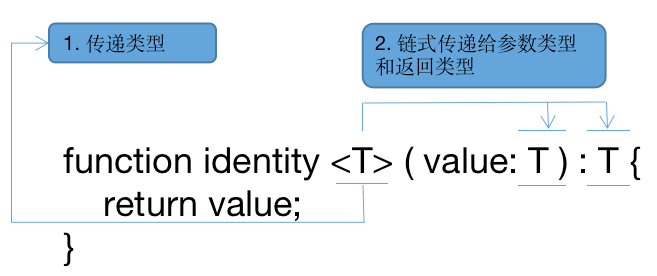 1. 传递类型
2. 链式传递给参数类型
和返回类型
function identity <T> ( value: T ) : T {
return value;
}